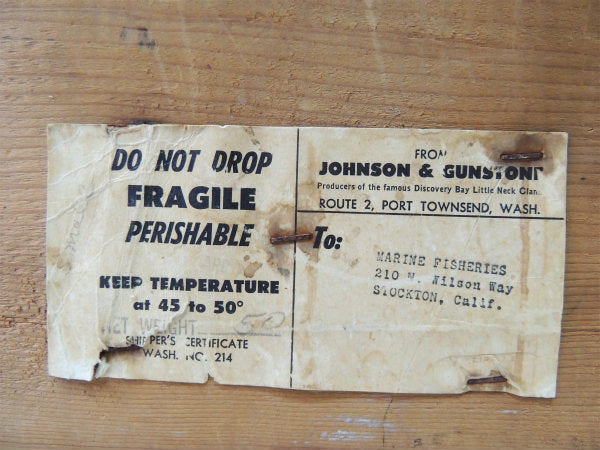 DO NOT DROP
FRAGILE
PERISHABLE
KEEP TEMPERATURE
at 45 to 50°
NET WEIGHT 50
SHIPPER'S CERTIFICATE
WASH. NO. 214
FROM
JOHNSON & GUNSTONE
Producers of the famous Discovery Bay Little Neck Clams
ROUTE 2, PORT TOWNSEND, WASH.
To:
MARINE FISHERIES
210 N. Wilson Way
STOCKTON, Calif.